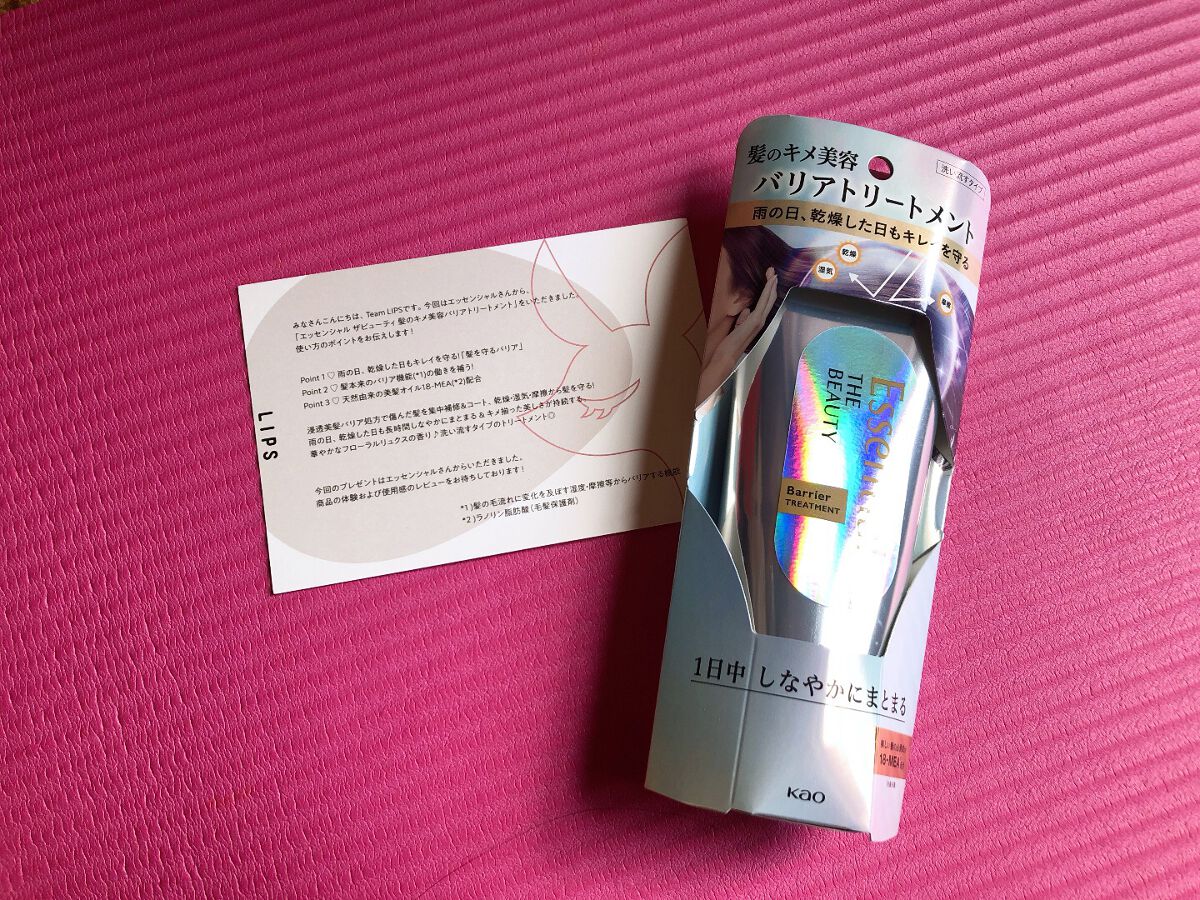 LIPS
みなさんこんにちは、Team LIPSです。今回はエッセンシャルさんから、
「エッセンシャル ザビューティ 髪のキメ美容バリアトリートメント」をいただきました。
使い方のポイントをお伝えします!
Point 1 ♡ 雨の日、乾燥した日もキレイを守る!「髪を守るバリア」
Point 2 ♡ 髪本来のバリア機能(*1)の働きを補う!
Point 3 ♡ 天然由来の美髪オイル18-MEA(*2)配合
浸透美髪バリア処方で傷んだ髪を集中補修&コート、乾燥・湿気・摩擦から髪を守る!
雨の日、乾燥した日も長時間しなやかにまとまる&キメ揃った美しさが持続する。
華やかなフローラルリュクスの香り♪洗い流すタイプのトリートメント◎
今回のプレゼントはエッセンシャルさんからいただきました。
商品の体験および使用感のレビューをお待ちしております!
*1)髪の毛流れに変化を及ぼす湿度・摩擦等からバリアする機能
*2)ラノリン脂肪酸(毛髪保護剤)
髪のキメ美容
洗い流すタイプ
バリアトリートメント
雨の日、乾燥した日もキレイを守る
乾燥
湿気
摩擦
Essential
THE
BEAUTY
Barrier
TREATMENT
1日中 しなやかにまとまる
18-MEA
Kao